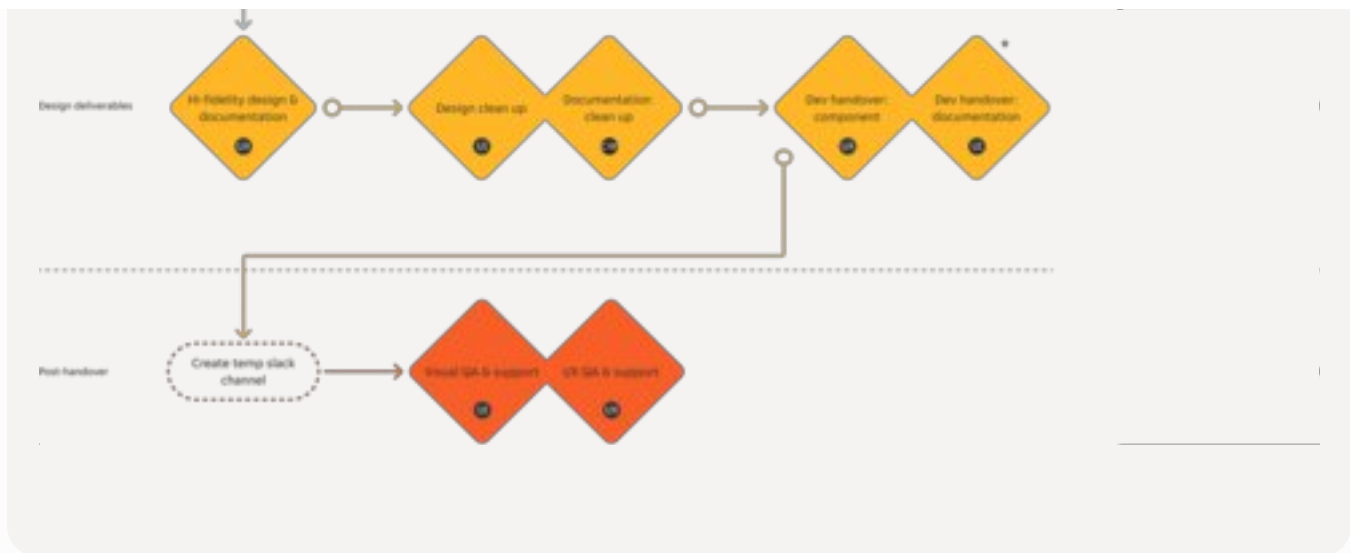 Design deliverables
Hi-fidelity design &
documentation
Design clean up
Documentation
clean up
Dev handover:
component
Dev handover:
documentation
*
Post-handover
Create temp slack
channel
Visual QA & support
UX QA & support